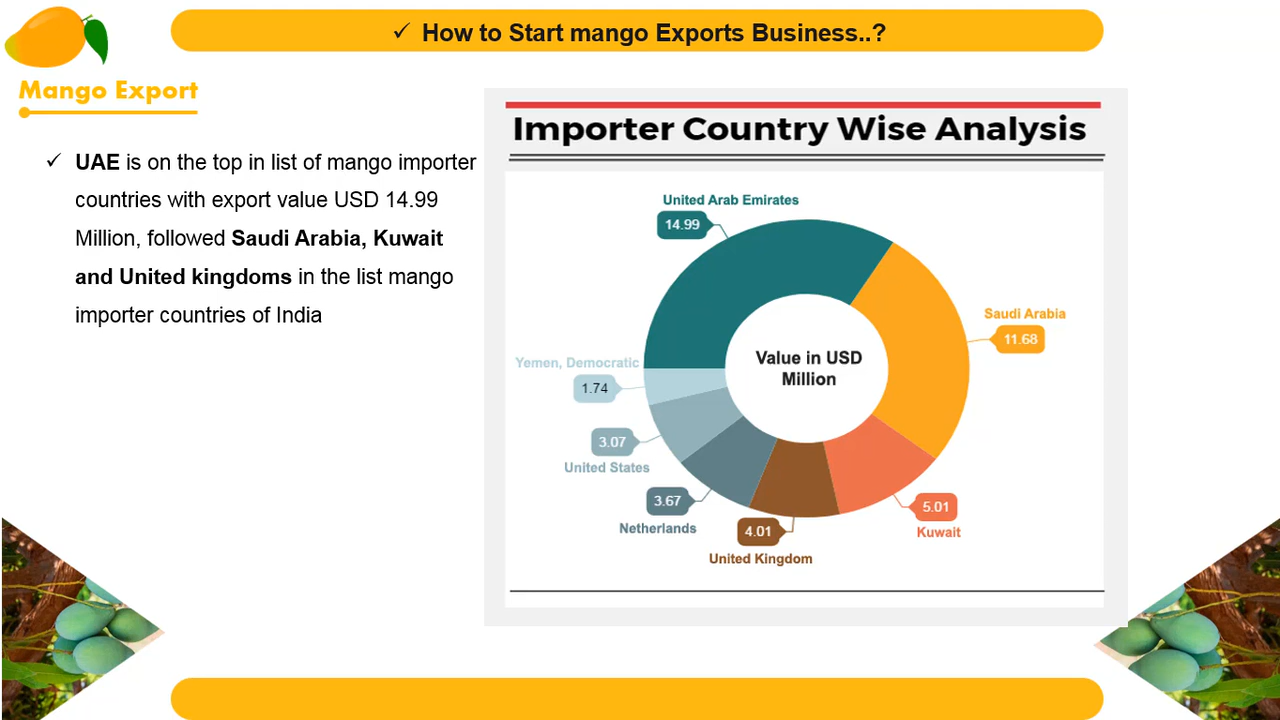 ✓ How to Start mango Exports Business..?
Mango Export
✓ UAE is on the top in list of mango importer
countries with export value USD 14.99
Million, followed Saudi Arabia, Kuwait
and United kingdoms in the list mango
importer countries of India
Importer Country Wise Analysis
United Arab Emirates
14.99
Saudi Arabia
11.68
Value in USD
Million
Yemen, Democratic
1.74
3.07
United States
3.67
Netherlands
4.01
United Kingdom
5.01
Kuwait